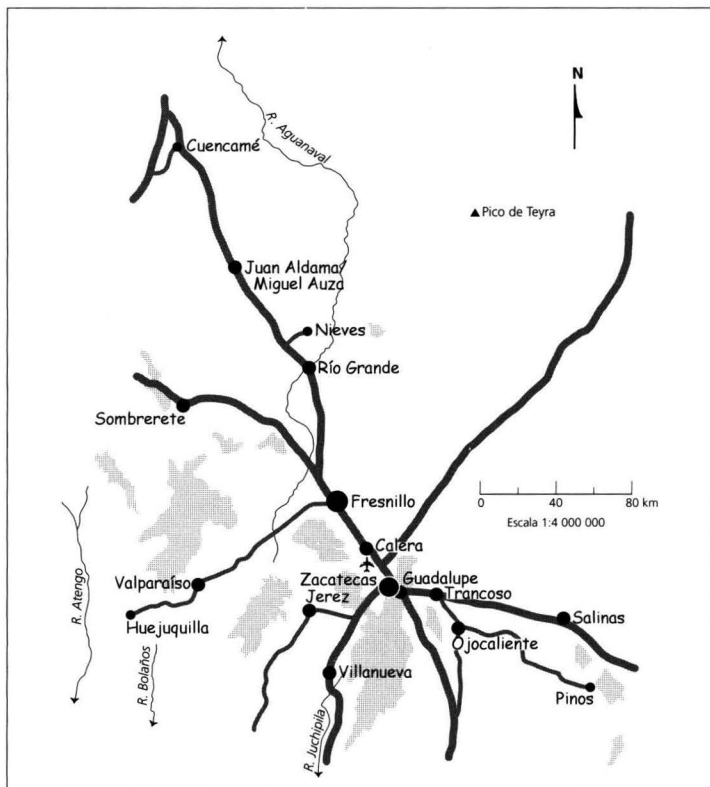 N
R. Aguanaval
Cuencamé
Pico de Teyra
Juan Aldama/
Miguel Auza
Nieves
Río Grande
Sombrerete
Fresnillo
0 40 80 km
Escala 1:4 000 000
Calera
Valparaíso
Zacatecas
Guadalupe
Jerez
Trancoso
R. Atengo
Huejuquilla
Salinas
Ojocaliente
R. Bolaños
Villanueva
Pinos
R. Juchipila